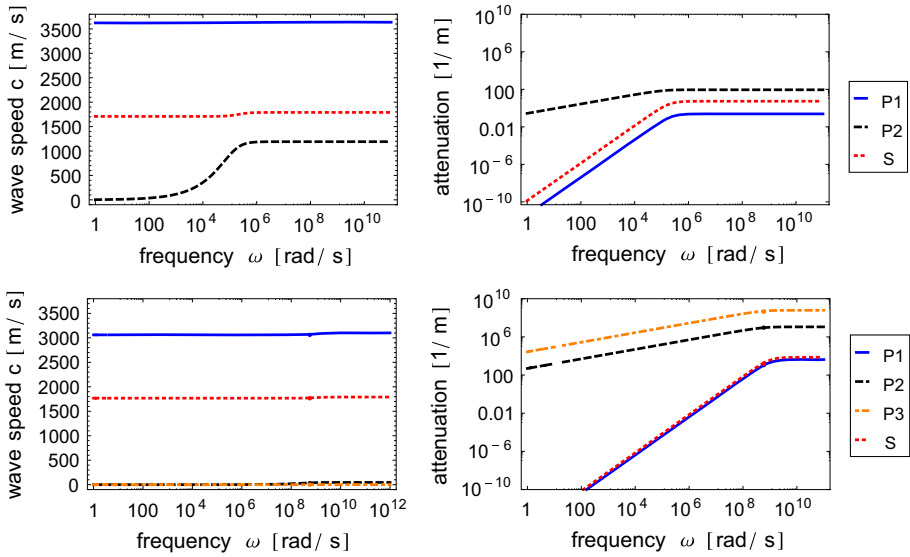 wave speed c [m/ s]
3500
3000
2500
2000
1500
1000
500
0
1 100 10^4 10^6 10^8 10^10
frequency ω [rad/ s]
attenuation [1/ m]
10^10
10^6
100
0.01
10^-6
10^-10
1 100 10^4 10^6 10^8 10^10
frequency ω [rad/ s]
P1
P2
S
wave speed c [m/ s]
3500
3000
2500
2000
1500
1000
500
0
1 100 10^4 10^6 10^8 10^10 10^12
frequency ω [rad/ s]
attenuation [1/ m]
10^10
10^6
100
0.01
10^-6
10^-10
1 100 10^4 10^6 10^8 10^10
frequency ω [rad/ s]
P1
P2
P3
S